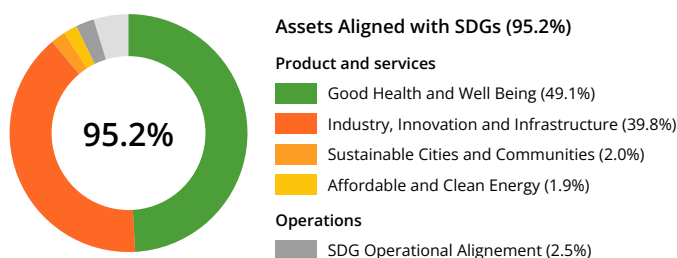 95.2%
Assets Aligned with SDGs (95.2%)
Product and services
Good Health and Well Being (49.1%)
Industry, Innovation and Infrastructure (39.8%)
Sustainable Cities and Communities (2.0%)
Affordable and Clean Energy (1.9%)
Operations
SDG Operational Alignement (2.5%)